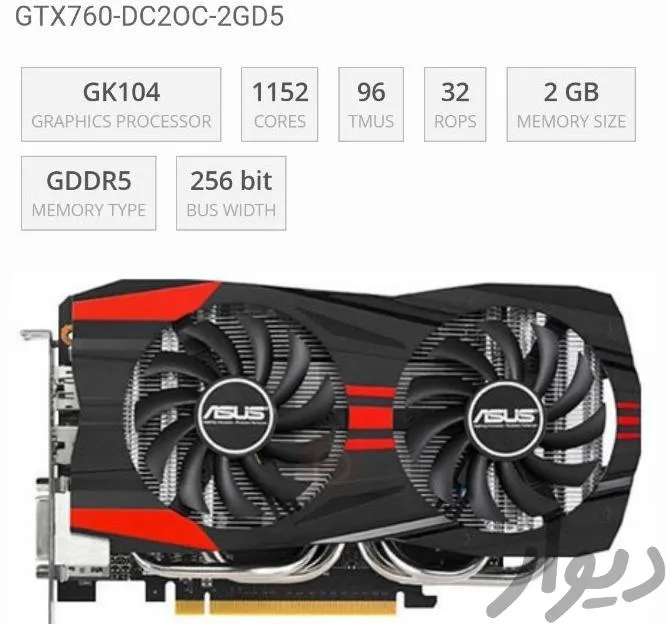 GTX760-DC2OC-2GD5
GK104 1152 96 32 2 GB
GRAPHICS PROCESSOR CORES TMUS ROPS MEMORY SIZE
GDDR5 256 bit
MEMORY TYPE BUS WIDTH
ASUS ASUS
دیوار